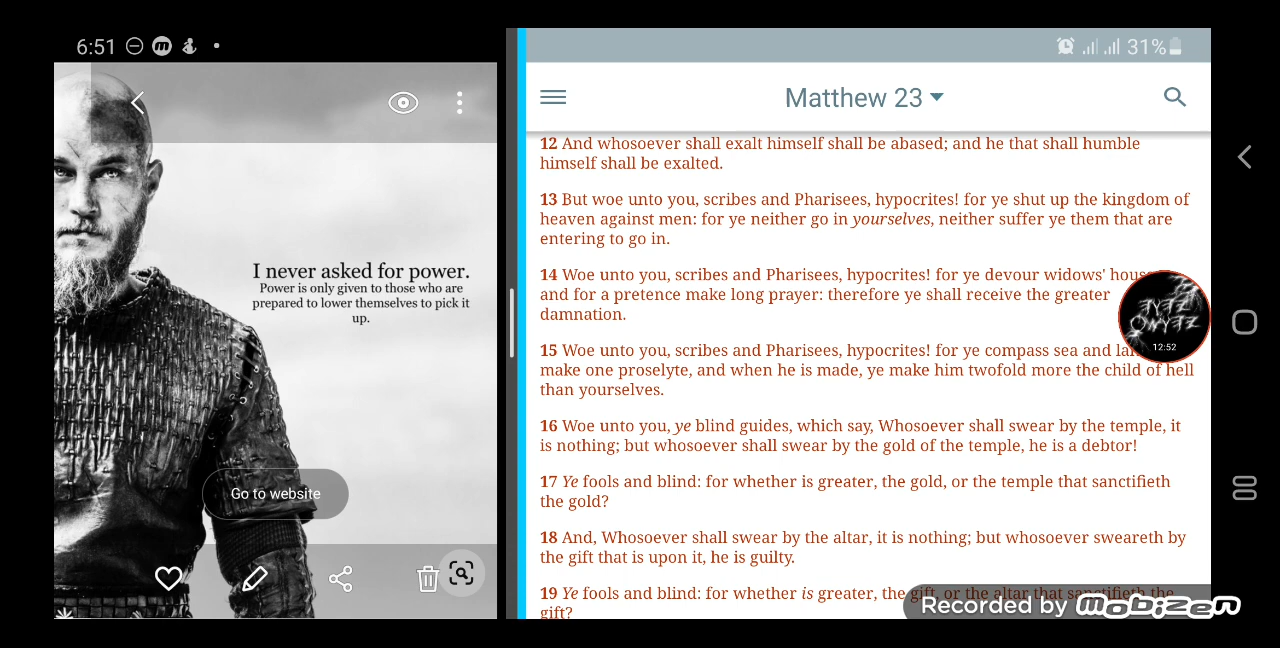 6:51
31%
Matthew 23
I never asked for power.
Power is only given to those who are
prepared to lower themselves to pick it
up.
Go to website
12 And whosoever shall exalt himself shall be abased; and he that shall humble
himself shall be exalted.
13 But woe unto you, scribes and Pharisees, hypocrites! for ye shut up the kingdom of
heaven against men: for ye neither go in yourselves, neither suffer ye them that are
entering to go in.
14 Woe unto you, scribes and Pharisees, hypocrites! for ye devour widows'
and for a pretence make long prayer: therefore ye shall receive the greater
damnation.
15 Woe unto you, scribes and Pharisees, hypocrites! for ye compass sea and
make one proselyte, and when he is made, ye make him twofold more the child of hell
than yourselves.
16 Woe unto you, ye blind guides, which say, Whosoever shall swear by the temple, it
is nothing; but whosoever shall swear by the gold of the temple, he is a debtor!
17 Ye fools and blind: for whether is greater, the gold, or the temple that sanctifieth
the gold?
18 And, Whosoever shall swear by the altar, it is nothing; but whosoever sweareth by
the gift that is upon it, he is guilty.
19 Ye fools and blind: for whether is greater, the gift, or the altar that sanctifieth the
gift?
12:52
Recorded by mobizen